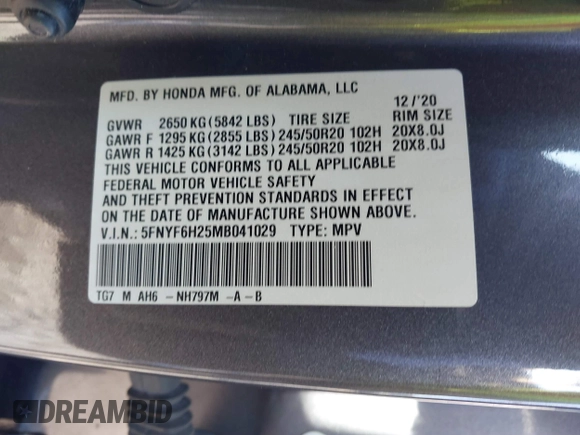 MFD. BY HONDA MFG. OF ALABAMA, LLC
12/'20
GVWR 2650 KG (5842 LBS) TIRE SIZE RIM SIZE
GAWR F 1295 KG (2855 LBS) 245/50R20 102H 20X8.0J
GAWR R 1425 KG (3142 LBS) 245/50R20 102H 20X8.0J
THIS VEHICLE CONFORMS TO ALL APPLICABLE
FEDERAL MOTOR VEHICLE SAFETY
AND THEFT PREVENTION STANDARDS IN EFFECT
ON THE DATE OF MANUFACTURE SHOWN ABOVE.
V.I.N.: 5FNYF6H25MB041029 TYPE: MPV
TG7 M AH6 - NH797M -A - B
DREAMBID